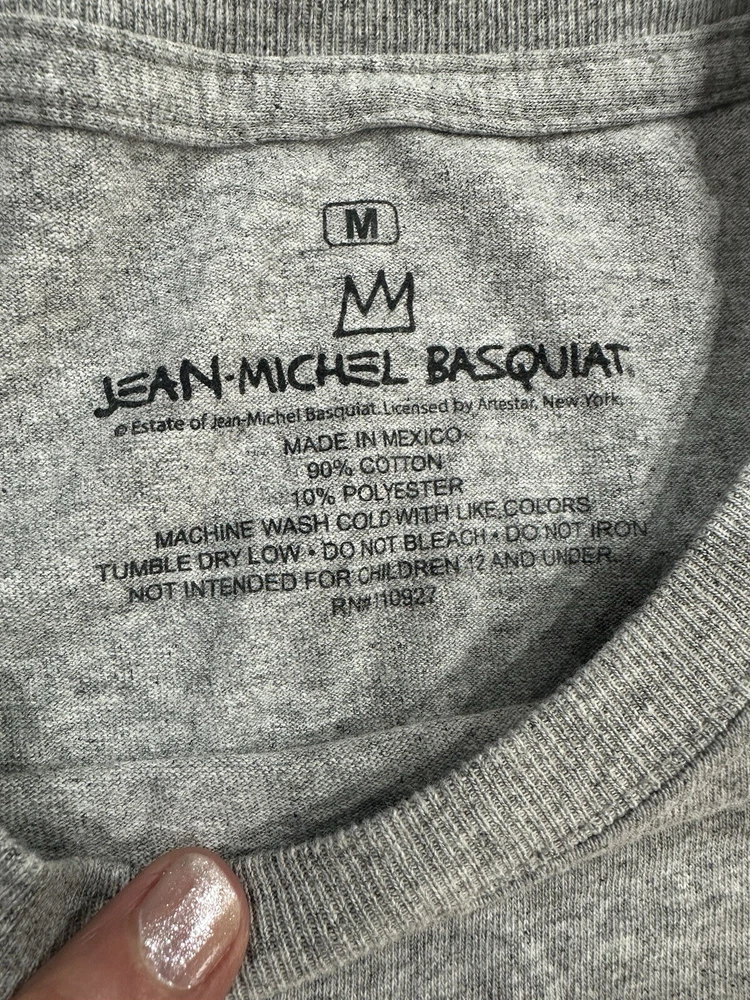 M
JEAN-MICHEL BASQUIAT.
© Estate of Jean-Michel Basquiat. Licensed by Artestar, New York.
MADE IN MEXICO
90% COTTON
10% POLYESTER
MACHINE WASH COLD WITH LIKE COLORS
TUMBLE DRY LOW • DO NOT BLEACH • DO NOT IRON
NOT INTENDED FOR CHILDREN 12 AND UNDER.
RN# 110927